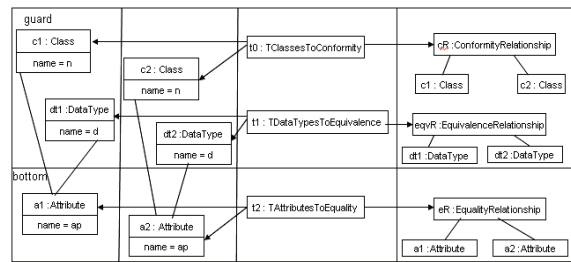 guard
c1 : Class
name = n
c2 : Class
name = n
t0 : TClassesToConformity
cR :ConformityRelationship
c1 : Class
c2 : Class
dt1 :DataType
name = d
dt2 :DataType
name = d
t1 : TDataTypesToEquivalence
eqvR : EquivalenceRelationship
dt1 :DataType
dt2 :DataType
bottom
a1 :Attribute
name = ap
a2 : Attribute
name = ap
t2 : TAttributesToEquality
eR :EqualityRelationship
a1 :Attribute
a2 : Attribute